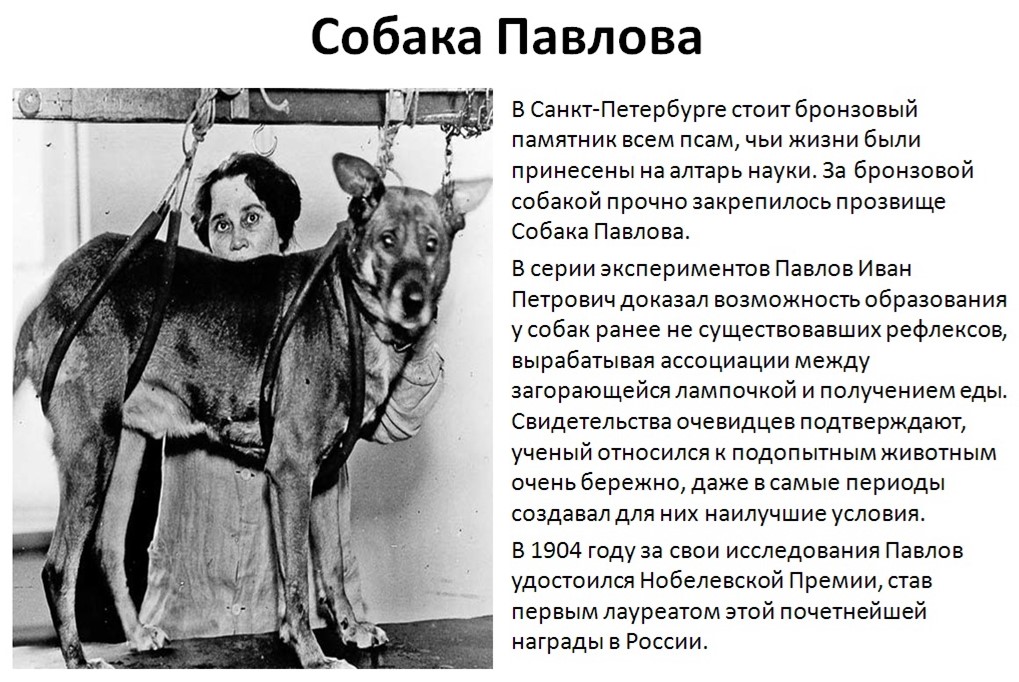 Собака Павлова
В Санкт-Петербурге стоит бронзовый
памятник всем псам, чьи жизни были
принесены на алтарь науки. За бронзовой
собакой прочно закрепилось прозвище
Собака Павлова.
В серии экспериментов Павлов Иван
Петрович доказал возможность образования
у собак ранее не существовавших рефлексов,
вырабатывая ассоциации между
загорающейся лампочкой и получением еды.
Свидетельства очевидцев подтверждают,
ученый относился к подопытным животным
очень бережно, даже в самые периоды
создавал для них наилучшие условия.
В 1904 году за свои исследования Павлов
удостоился Нобелевской Премии, став
первым лауреатом этой почетнейшей
награды в России.